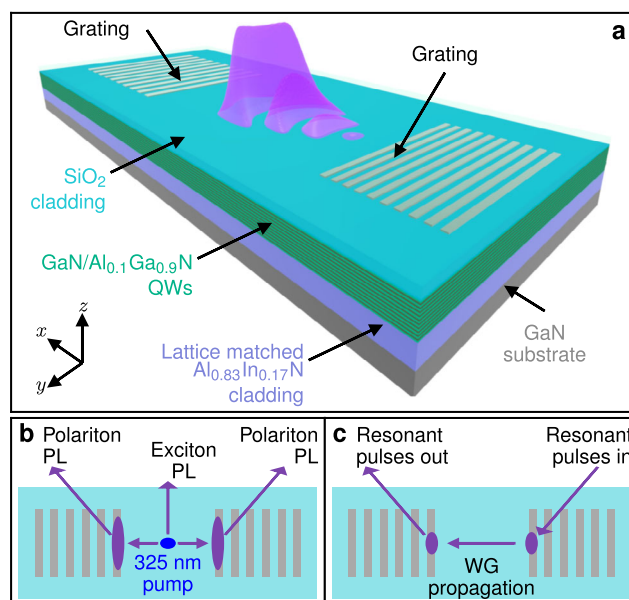 a
Grating
Grating
SiO₂
cladding
GaN/Al₀.₁Ga₀.₉N
QWs
z
x
y
Lattice matched
Al₀.₈₃In₀.₁₇N
cladding
GaN
substrate
b
Polariton
PL
Exciton
PL
Polariton
PL
325 nm
pump
c
Resonant
pulses out
Resonant
pulses in
WG
propagation